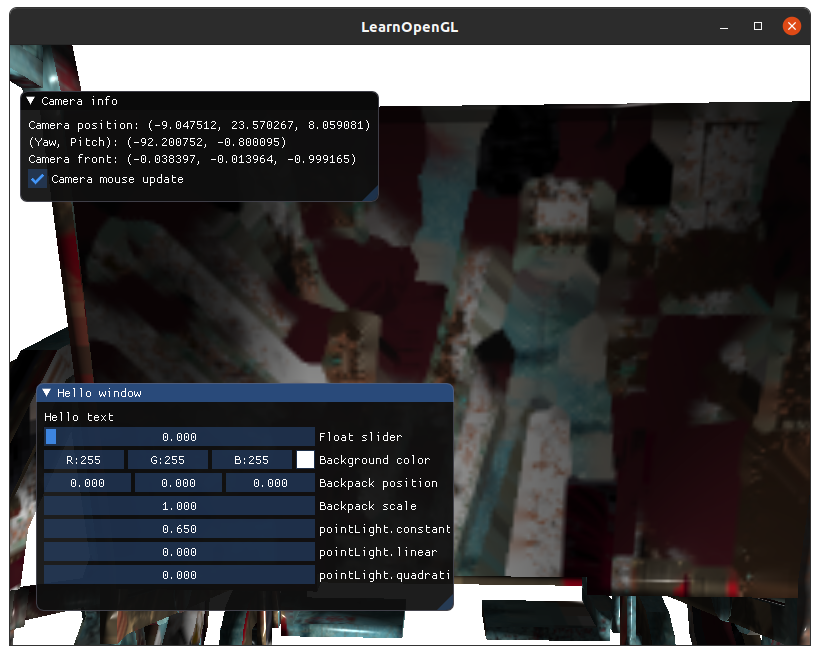 LearnOpenGL
Camera info
Camera position: (-9.047512, 23.570267, 8.059081)
(Yaw, Pitch): (-92.200752, -0.800095)
Camera front: (-0.038397, -0.013964, -0.999165)
Camera mouse update
Hello window
Hello text
0.000 Float slider
R:255 G:255 B:255 Background color
0.000 0.000 0.000 Backpack position
1.000 Backpack scale
0.650 pointLight.constant
0.000 pointLight.linear
0.000 pointLight.quadrati